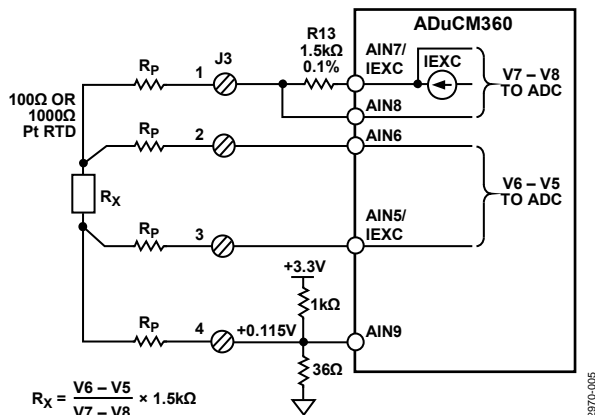 ADuCM360
R13
1.5kΩ
0.1%
J3
RP
1
AIN7/
IEXC
IEXC
V7 – V8
TO ADC
AIN8
100Ω OR
1000Ω
Pt RTD
RP
2
AIN6
RX
V6 – V5
TO ADC
RP
3
AIN5/
IEXC
+3.3V
1kΩ
RP
4
+0.115V
AIN9
36Ω
RX = V6 – V5 / V7 – V8 × 1.5kΩ
2970-005